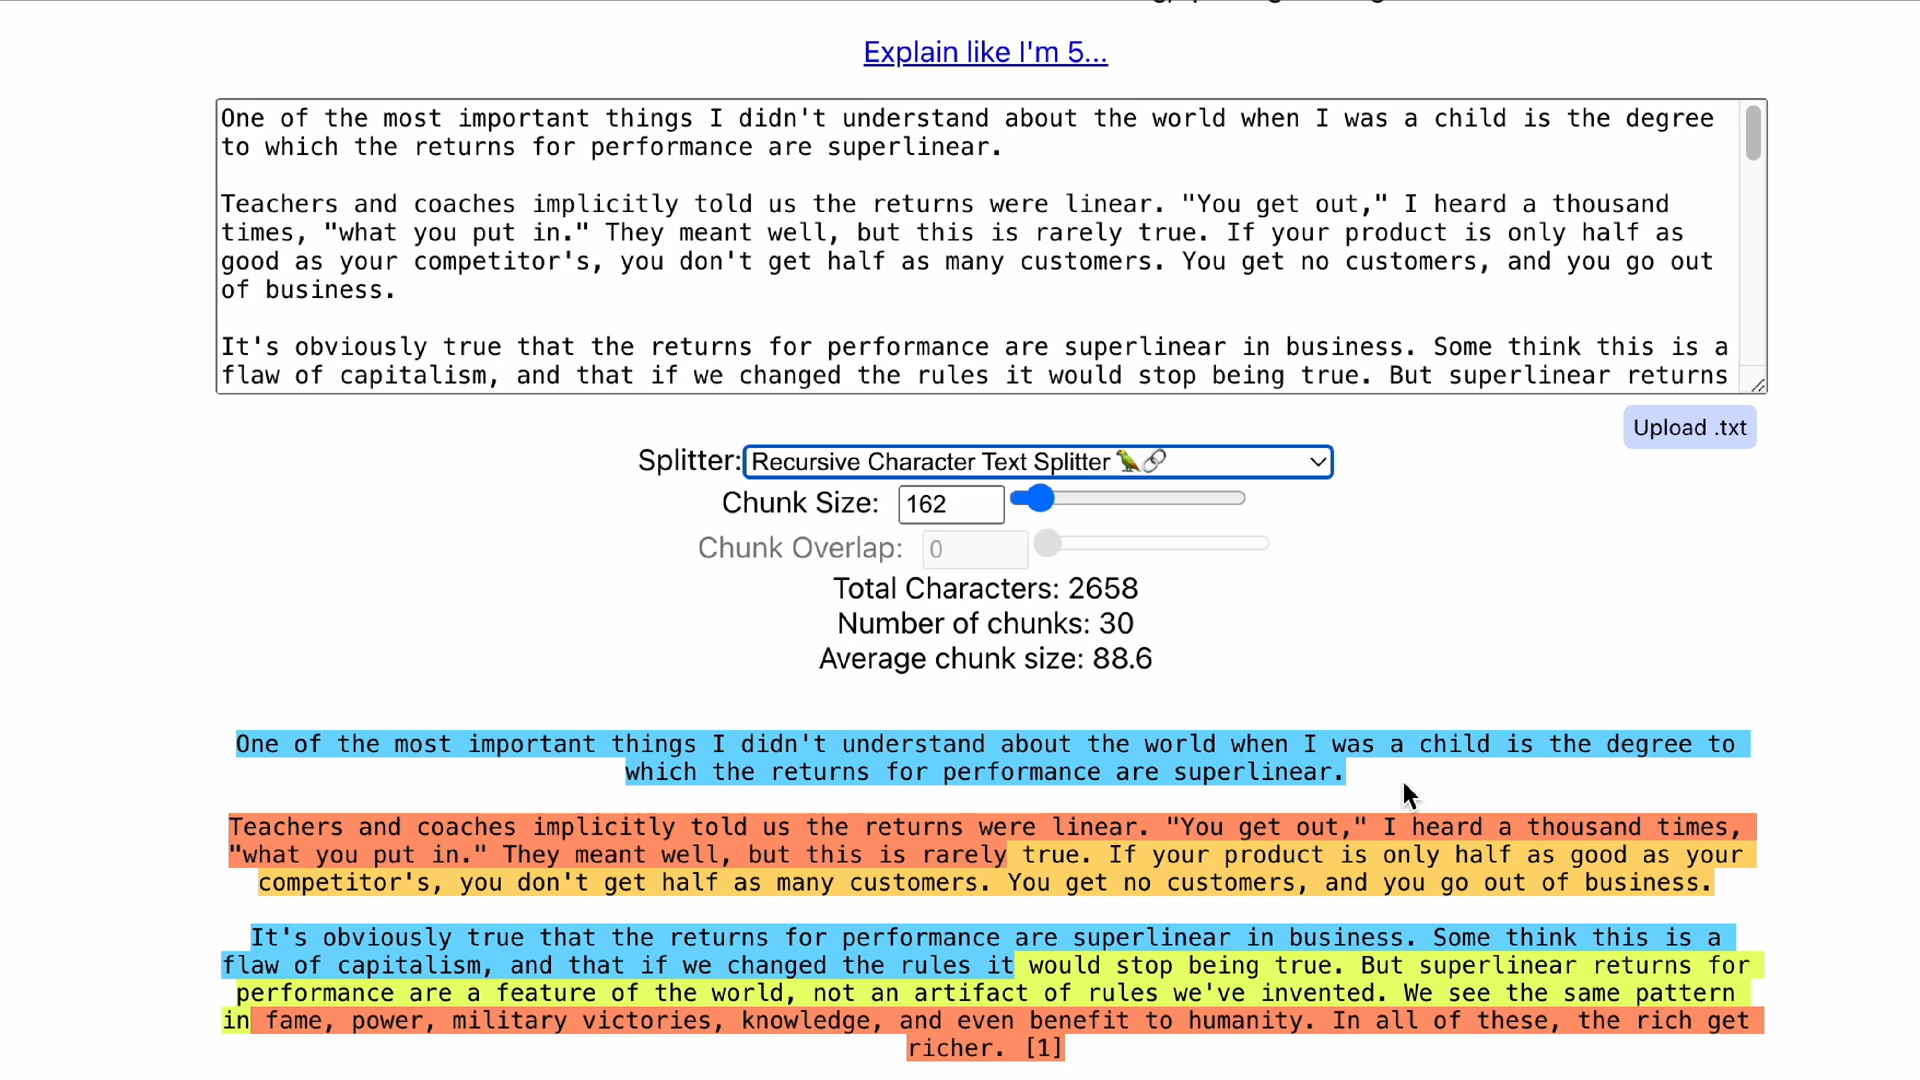 Explain like I'm 5...
One of the most important things I didn't understand about the world when I was a child is the degree
to which the returns for performance are superlinear.
Teachers and coaches implicitly told us the returns were linear. "You get out," I heard a thousand
times, "what you put in." They meant well, but this is rarely true. If your product is only half as
good as your competitor's, you don't get half as many customers. You get no customers, and you go out
of business.
It's obviously true that the returns for performance are superlinear in business. Some think this is a
flaw of capitalism, and that if we changed the rules it would stop being true. But superlinear returns
Upload .txt
Splitter: Recursive Character Text Splitter 🦜🔗
Chunk Size: 162
Chunk Overlap: 0
Total Characters: 2658
Number of chunks: 30
Average chunk size: 88.6
One of the most important things I didn't understand about the world when I was a child is the degree to
which the returns for performance are superlinear.
Teachers and coaches implicitly told us the returns were linear. "You get out," I heard a thousand times,
"what you put in." They meant well, but this is rarely true. If your product is only half as good as your
competitor's, you don't get half as many customers. You get no customers, and you go out of business.
It's obviously true that the returns for performance are superlinear in business. Some think this is a
flaw of capitalism, and that if we changed the rules it would stop being true. But superlinear returns for
performance are a feature of the world, not an artifact of rules we've invented. We see the same pattern
in fame, power, military victories, knowledge, and even benefit to humanity. In all of these, the rich get
richer. [1]